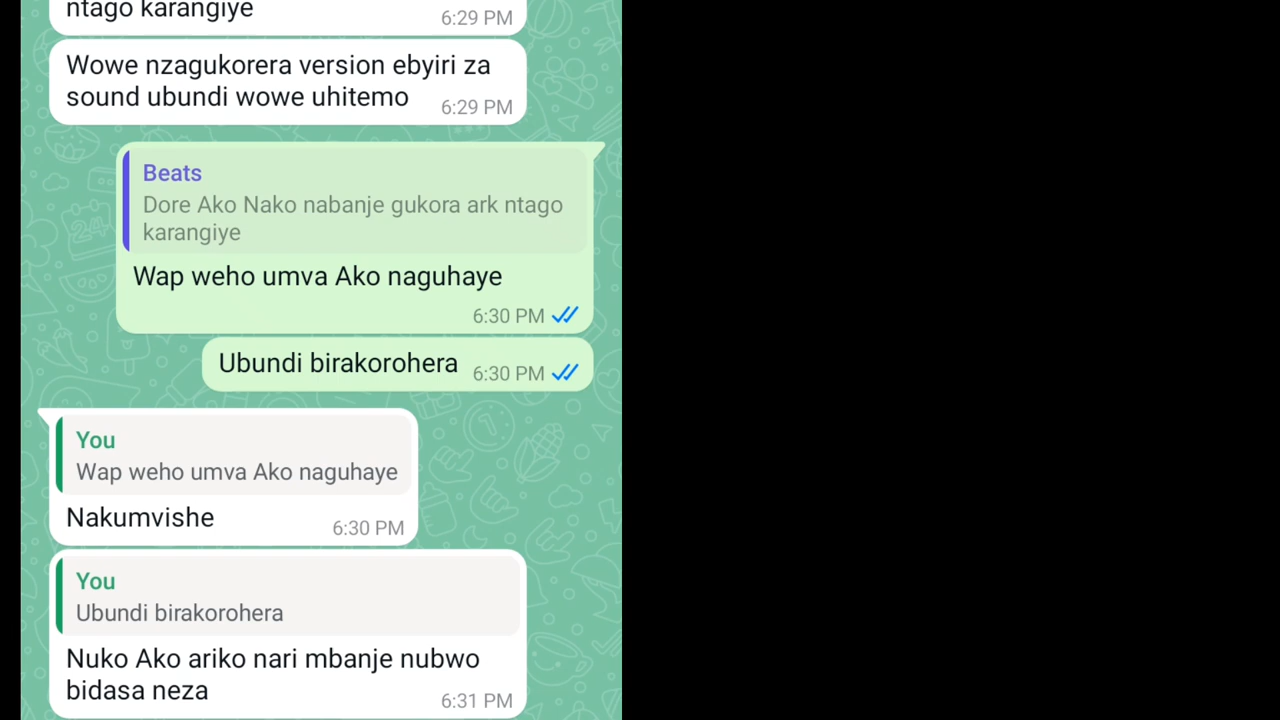 ntago karangiye
6:29 PM
Wowe nzagukorera version ebyiri za
sound ubundi wowe uhitemo
6:29 PM
Beats
Dore Ako Nako nabanje gukora ark ntago
karangiye
Wap weho umva Ako naguhaye
6:30 PM
Ubundi birakorohera
6:30 PM
You
Wap weho umva Ako naguhaye
Nakumvishe
6:30 PM
You
Ubundi birakorohera
Nuko Ako ariko nari mbanje nubwo
bidasa neza
6:31 PM